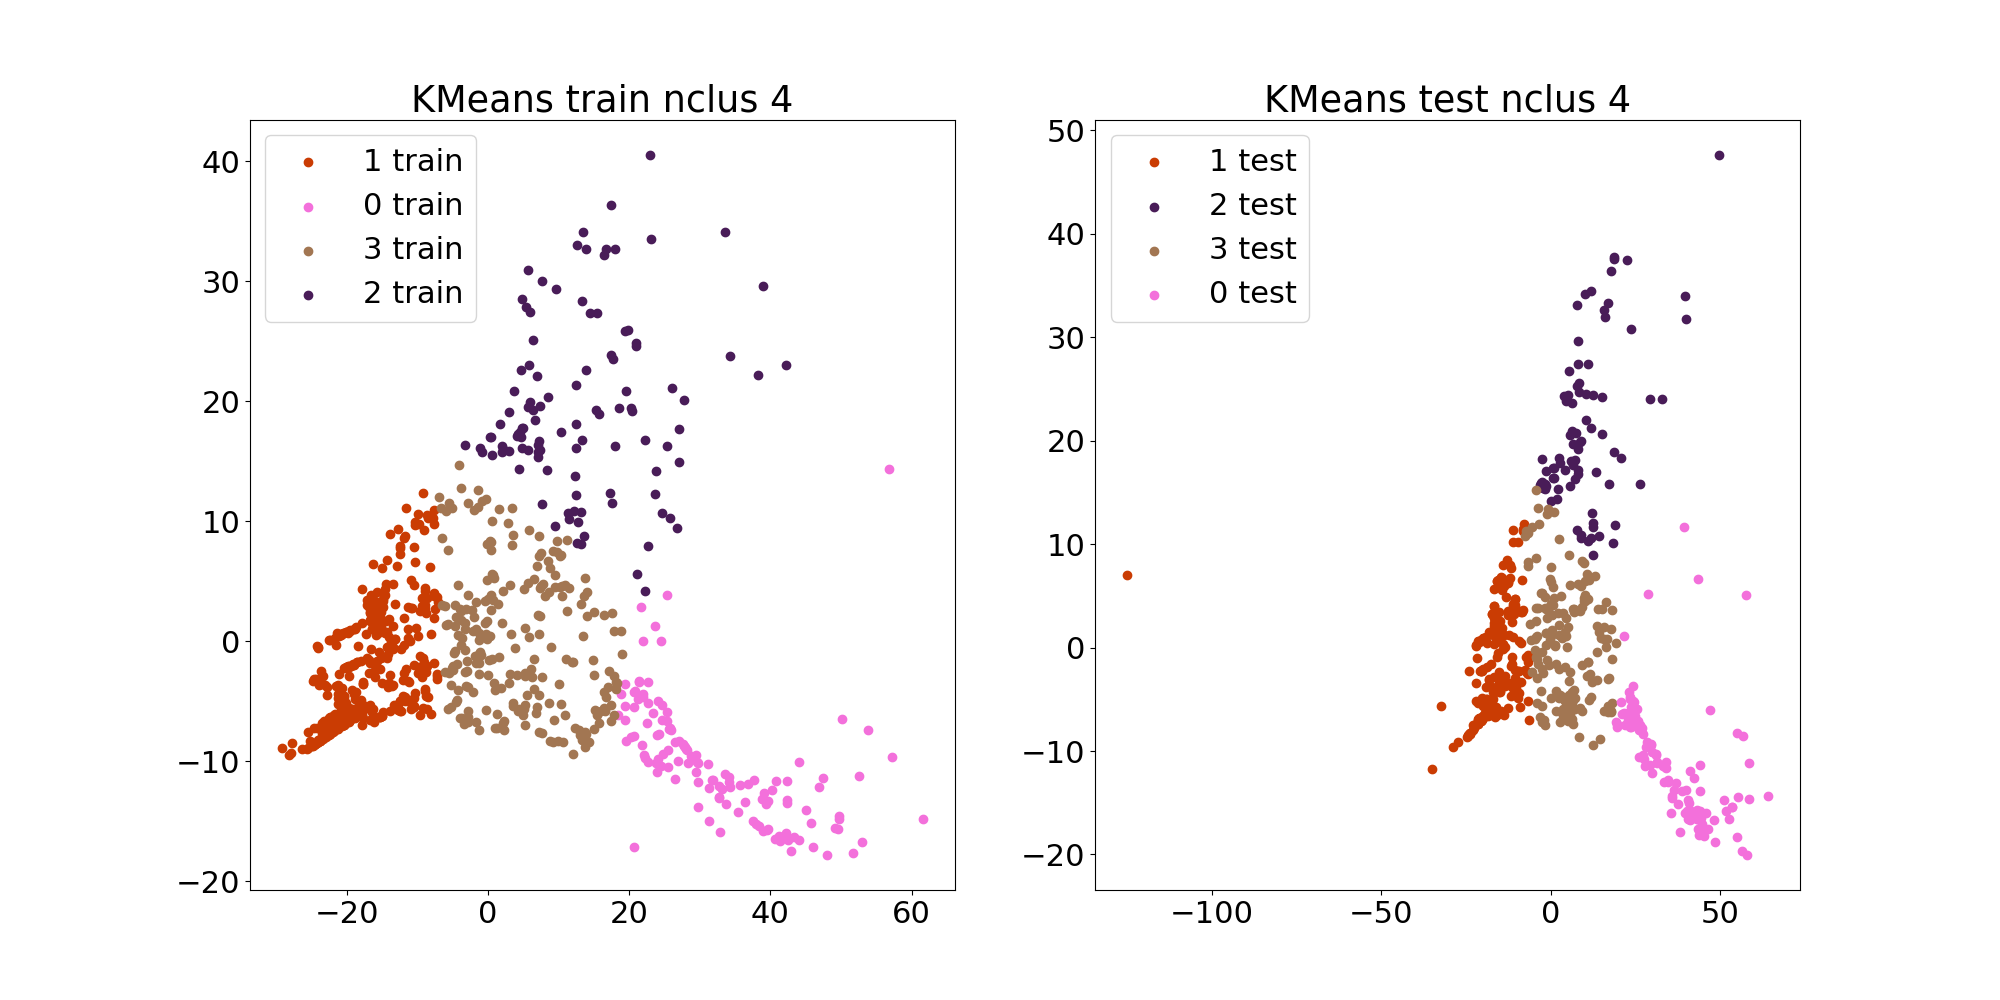 KMeans train nclus 4
1 train
0 train
3 train
2 train
40
30
20
10
0
−10
−20
−20 0 20 40 60
KMeans test nclus 4
1 test
2 test
3 test
0 test
50
40
30
20
10
0
−10
−20
−100 −50 0 50